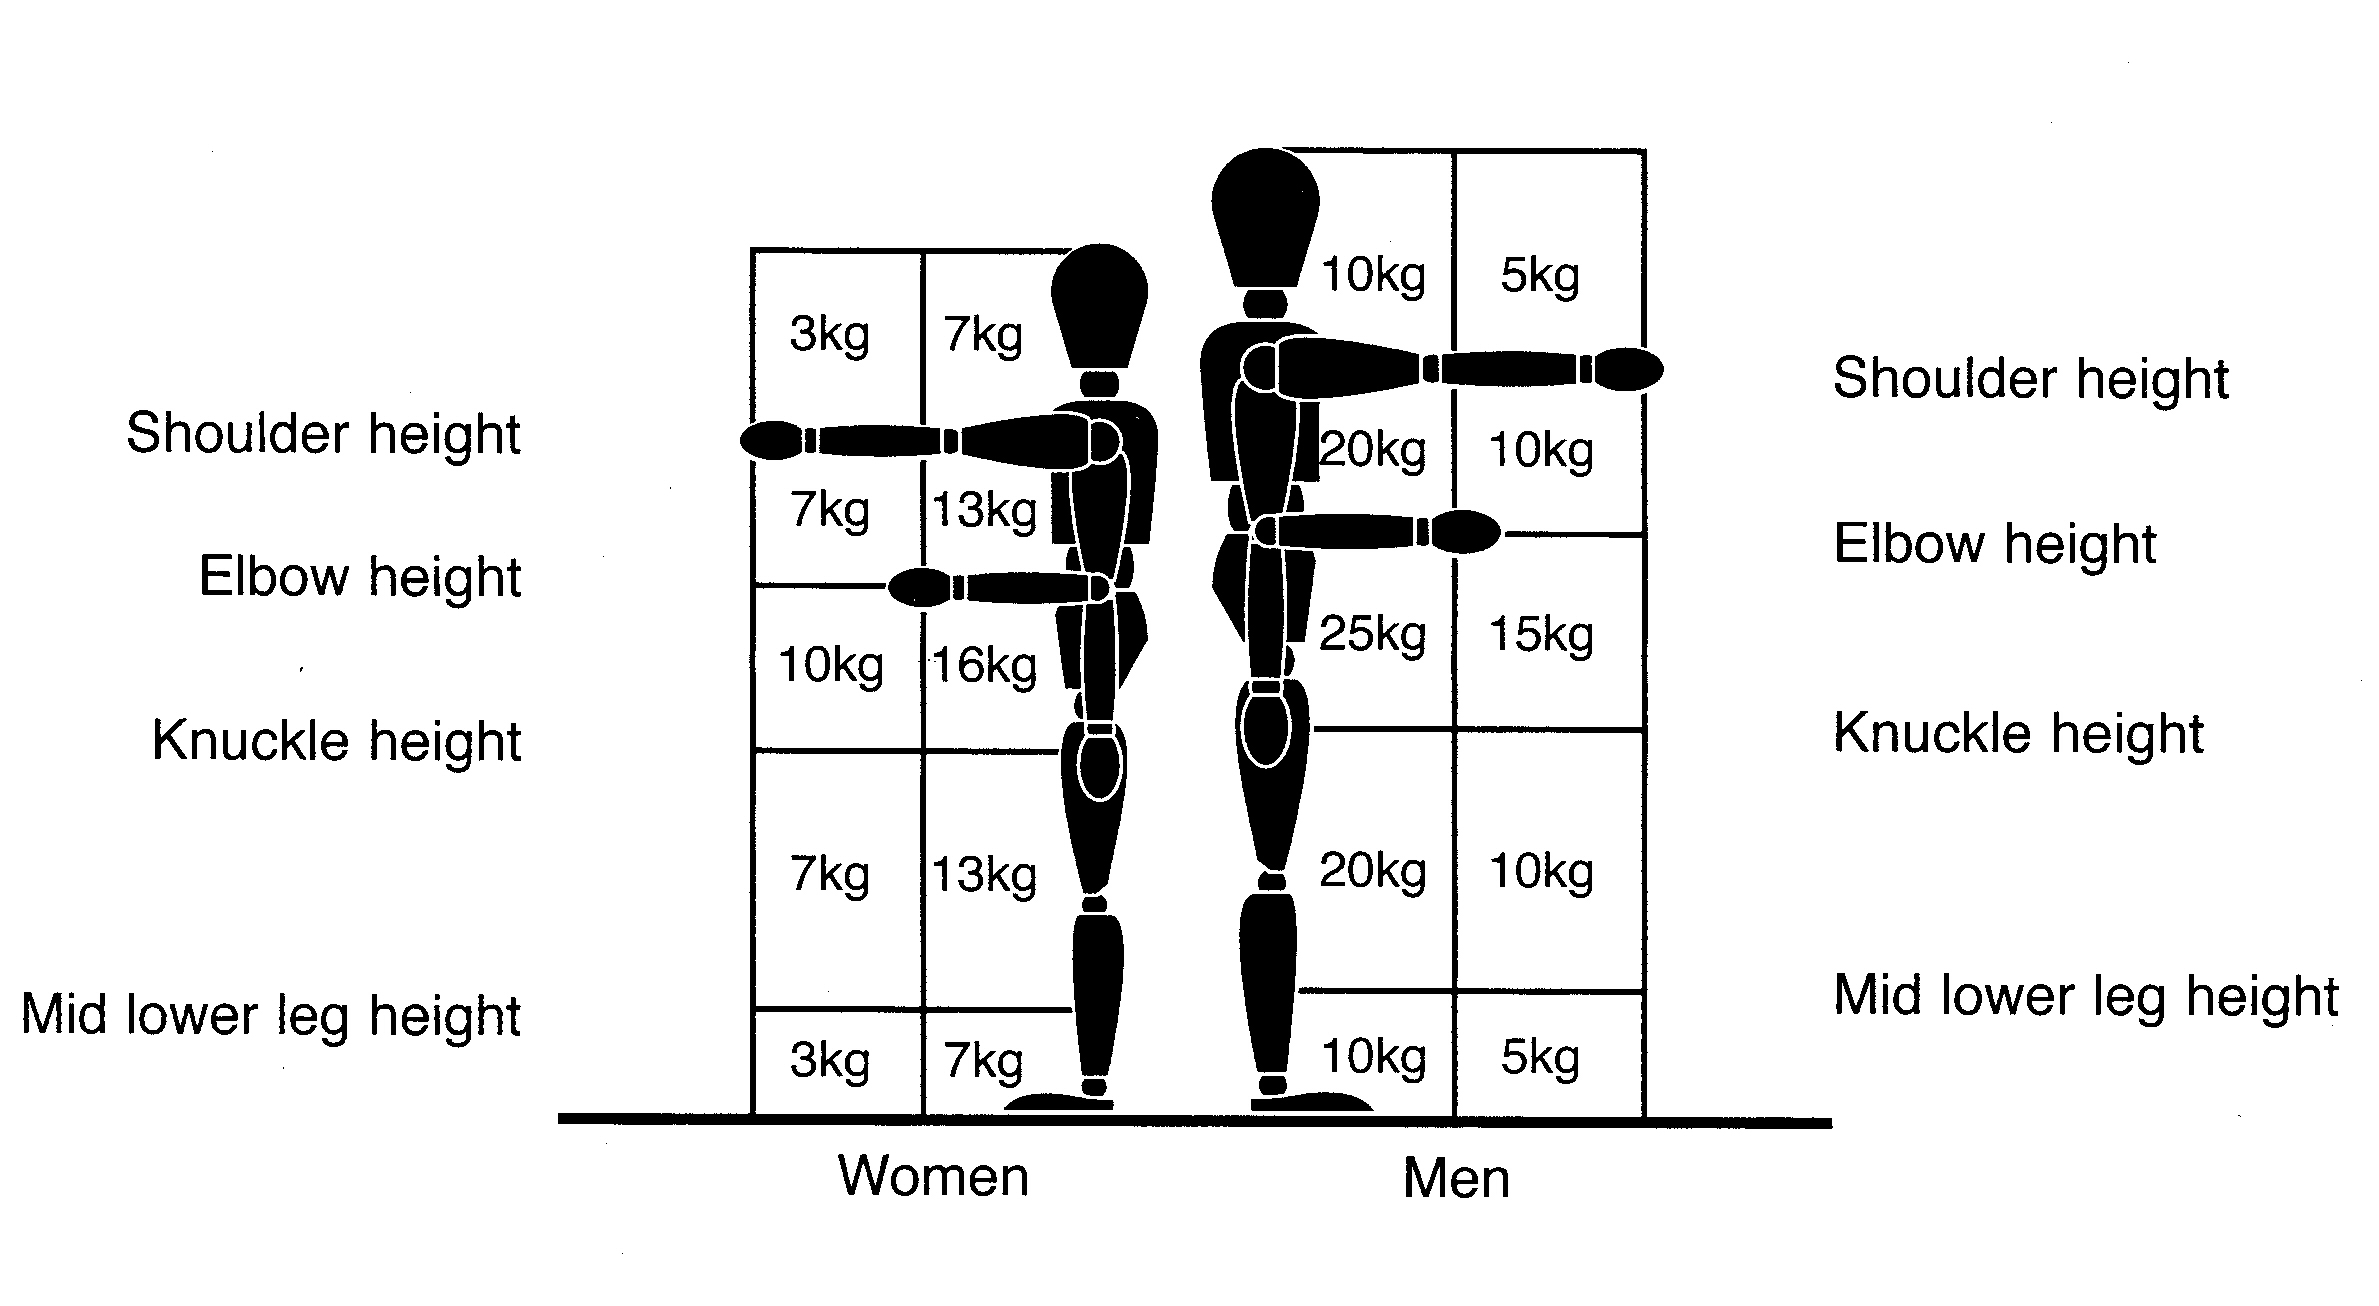 10kg 5kg
3kg 7kg
Shoulder height
Shoulder height
20kg 10kg
7kg 13kg
Elbow height
Elbow height
25kg 15kg
10kg 16kg
Knuckle height
Knuckle height
20kg 10kg
7kg 13kg
Mid lower leg height
Mid lower leg height
10kg 5kg
3kg 7kg
Women
Men